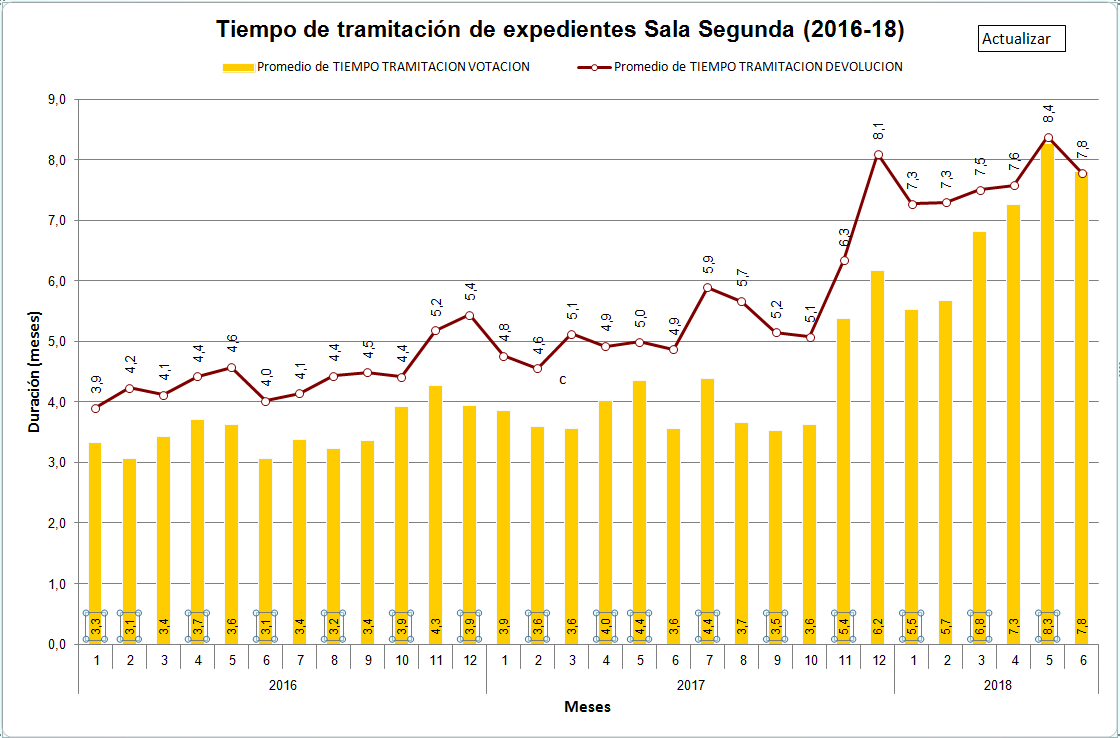 Tiempo de tramitación de expedientes Sala Segunda (2016-18)
Actualizar
Promedio de TIEMPO TRAMITACION VOTACION
Promedio de TIEMPO TRAMITACION DEVOLUCION
9,0
8,0
7,0
6,0
5,0
4,0
3,0
2,0
1,0
0,0
Duración (meses)
3,9 4,2 4,1 4,4 4,6 4,0 4,1 4,4 4,5 4,4 5,2 5,4 4,8 4,6 5,1 4,9 5,0 4,9 5,9 5,7 5,2 5,1 6,3 8,1 7,3 7,3 7,5 7,6 8,4 7,8
c
3,3 3,1 3,4 3,7 3,6 3,1 3,4 3,2 3,4 3,9 4,3 3,9 3,9 3,6 3,6 4,0 4,4 3,6 4,4 3,7 3,5 3,6 5,4 6,2 5,5 5,7 6,8 7,3 8,3 7,8
1 2 3 4 5 6 7 8 9 10 11 12 1 2 3 4 5 6 7 8 9 10 11 12 1 2 3 4 5 6
2016 2017 2018
Meses